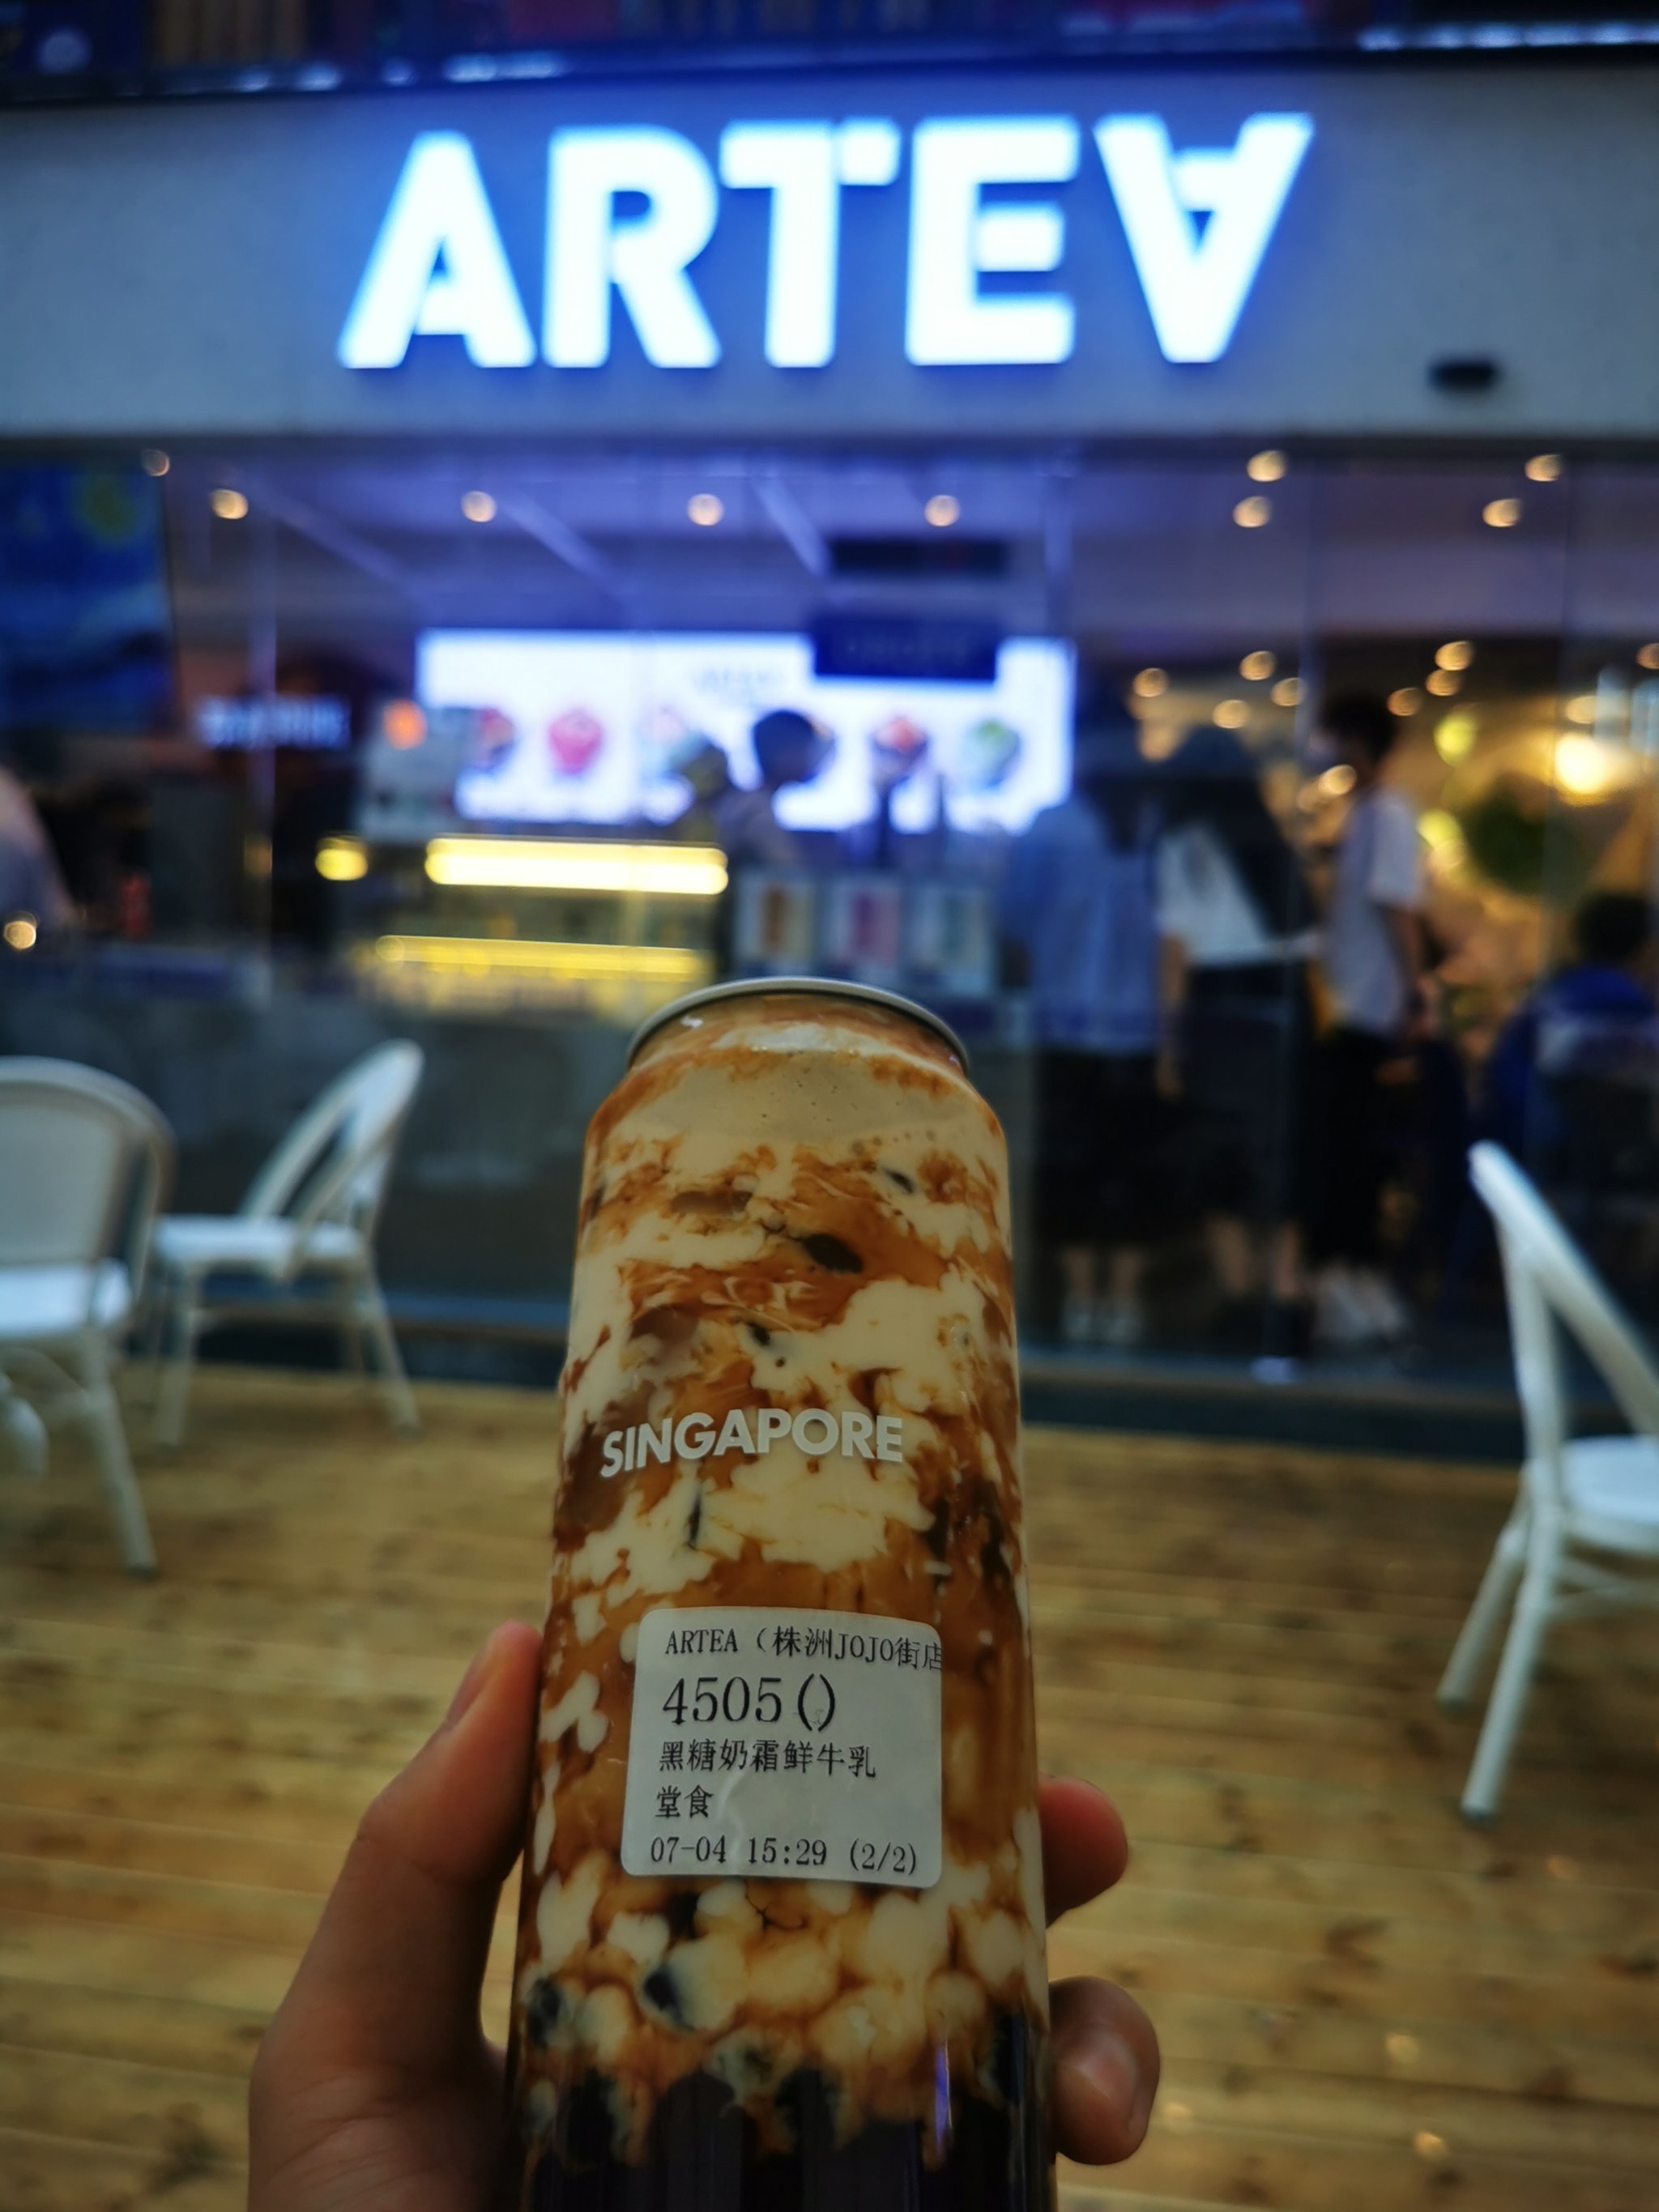 ARTEA
SINGAPORE
ARTEA（株洲JOJO街店
4505()
黑糖奶霜鲜牛乳
堂食
07-04 15:29 (2/2)